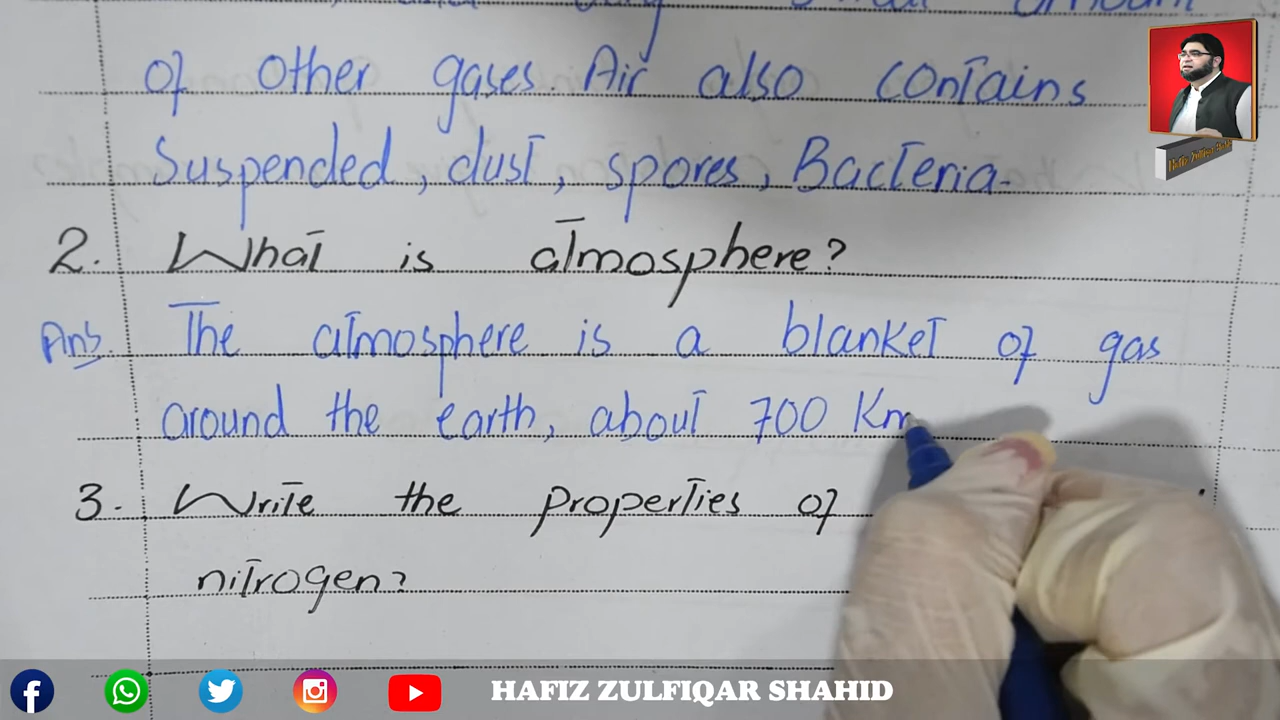 of other gases. Air also contains
Suspended, dust, spores, Bacteria.
2. What is atmosphere?
Ans. The atmosphere is a blanket of gas
around the earth, about 700 Km
3. Write the properties of
nitrogen?
HAFIZ ZULFIQAR SHAHID